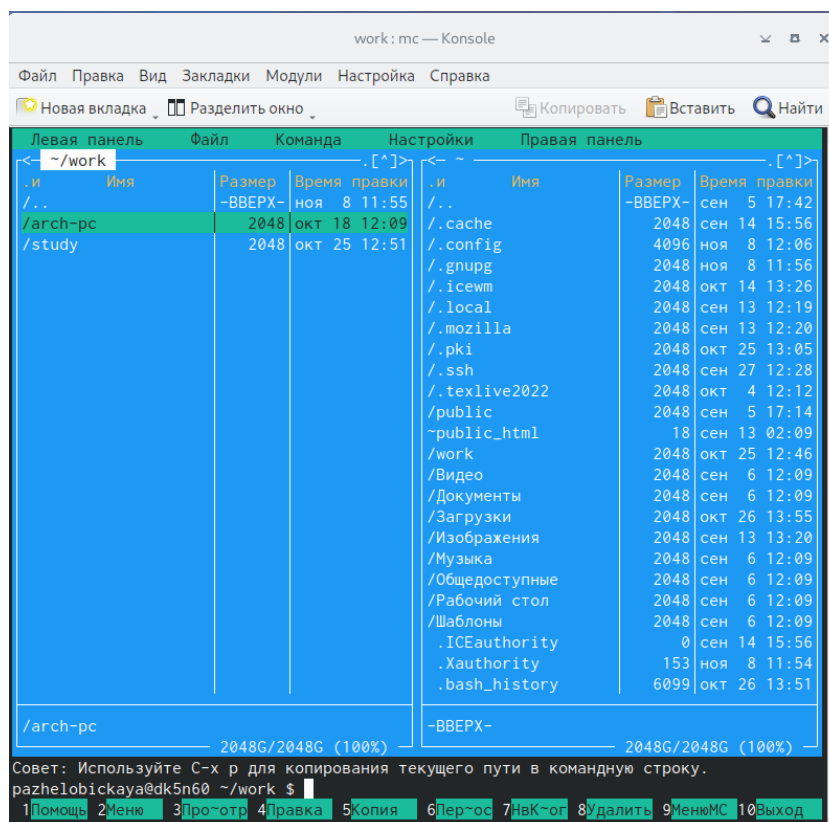 work : mc — Konsole
Файл Правка Вид Закладки Модули Настройка Справка
Новая вкладка Разделить окно Копировать Вставить Найти
Левая панель Файл Команда Настройки Правая панель
<— ~/work .[^]> <— ~ .[^]>
.и Имя Размер Время правки .и Имя Размер Время правки
/.. -ВВЕРХ- ноя 8 11:55 /.. -ВВЕРХ- сен 5 17:42
/arch-pc 2048 окт 18 12:09 /.cache 2048 сен 14 15:56
/study 2048 окт 25 12:51 /.config 4096 ноя 8 12:06
/.gnupg 2048 ноя 8 11:56
/.icewm 2048 окт 14 13:26
/.local 2048 сен 13 12:19
/.mozilla 2048 сен 13 12:20
/.pki 2048 окт 25 13:05
/.ssh 2048 сен 27 12:28
/.texlive2022 2048 окт 4 12:12
/public 2048 сен 5 17:14
~public_html 18 сен 13 02:09
/work 2048 окт 25 12:46
/Видео 2048 сен 6 12:09
/Документы 2048 сен 6 12:09
/Загрузки 2048 окт 26 13:55
/Изображения 2048 сен 13 13:20
/Музыка 2048 сен 6 12:09
/Общедоступные 2048 сен 6 12:09
/Рабочий стол 2048 сен 6 12:09
/Шаблоны 2048 сен 6 12:09
.ICEauthority 0 сен 14 15:56
.Xauthority 153 ноя 8 11:54
.bash_history 6099 окт 26 13:51
/arch-pc -ВВЕРХ-
2048G/2048G (100%) 2048G/2048G (100%)
Совет: Используйте C-x p для копирования текущего пути в командную строку.
pazhelobickaya@dk5n60 ~/work $
1Помощь 2Меню 3Про~отр 4Правка 5Копия 6Пер~ос 7НвК~ог 8Удалить 9МенюMC 10Выход